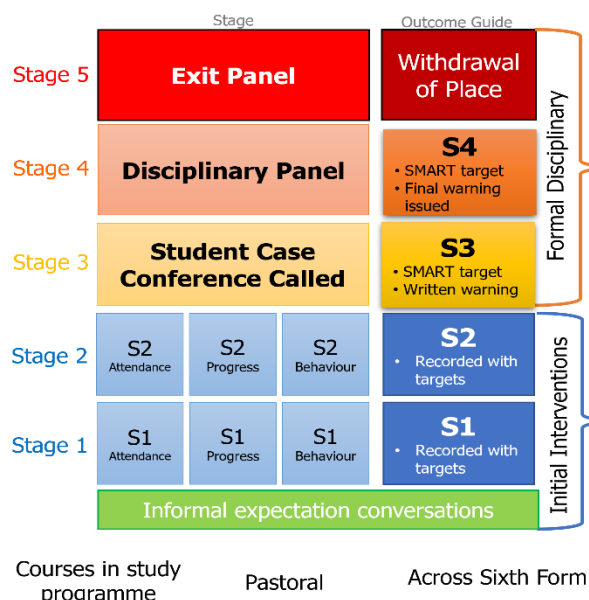 Stage
Outcome Guide
Stage 5
Exit Panel
Withdrawal
of Place
Stage 4
Disciplinary Panel
S4
• SMART target
• Final warning
issued
Stage 3
Student Case
Conference Called
S3
• SMART target
• Written warning
Formal Disciplinary
Stage 2
S2
Attendance
S2
Progress
S2
Behaviour
S2
• Recorded with
targets
Stage 1
S1
Attendance
S1
Progress
S1
Behaviour
S1
• Recorded with
targets
Initial Interventions
Informal expectation conversations
Courses in study
programme
Pastoral
Across Sixth Form